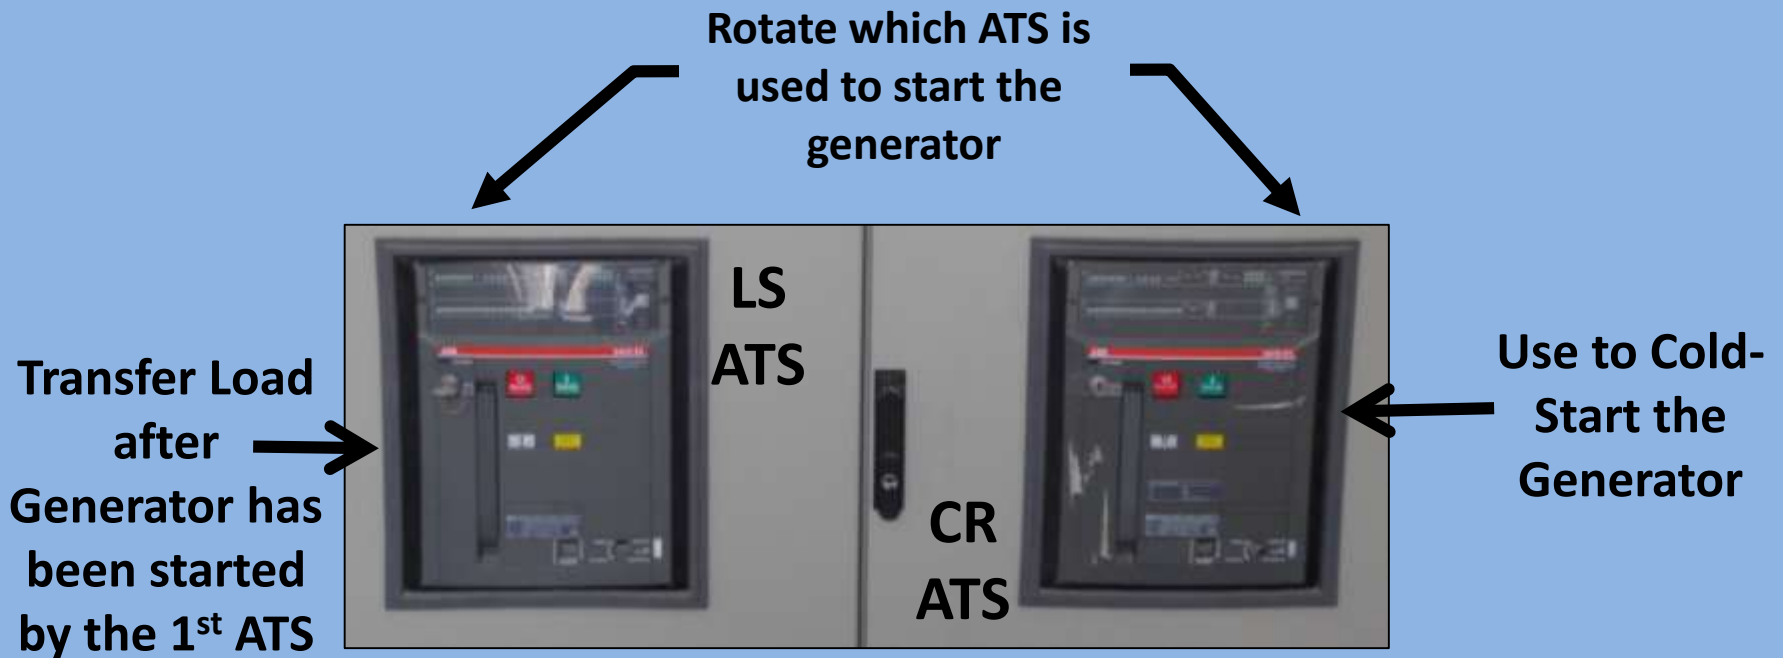 Rotate which ATS is
used to start the
generator
LS
ATS
Transfer Load
after
Generator has
been started
by the 1st ATS
Use to Cold-
Start the
Generator
CR
ATS